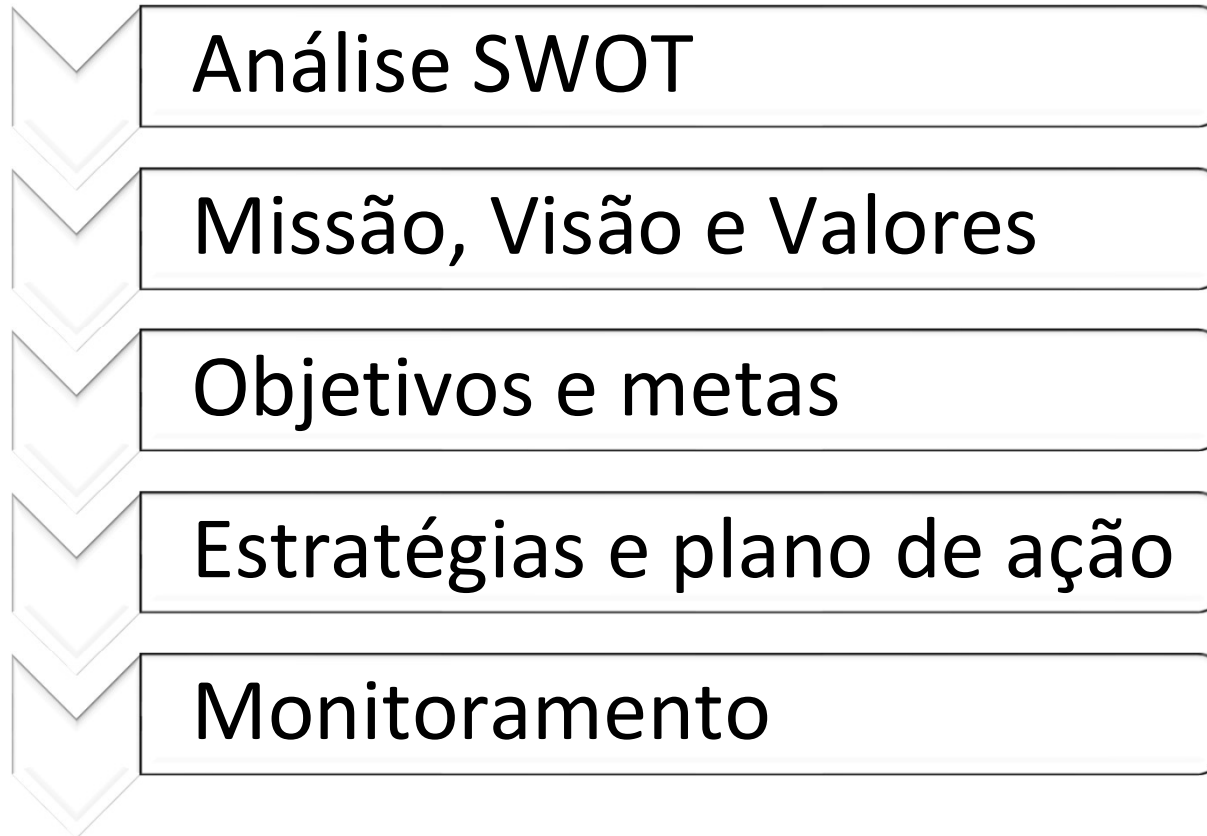 Análise SWOT
Missão, Visão e Valores
Objetivos e metas
Estratégias e plano de ação
Monitoramento